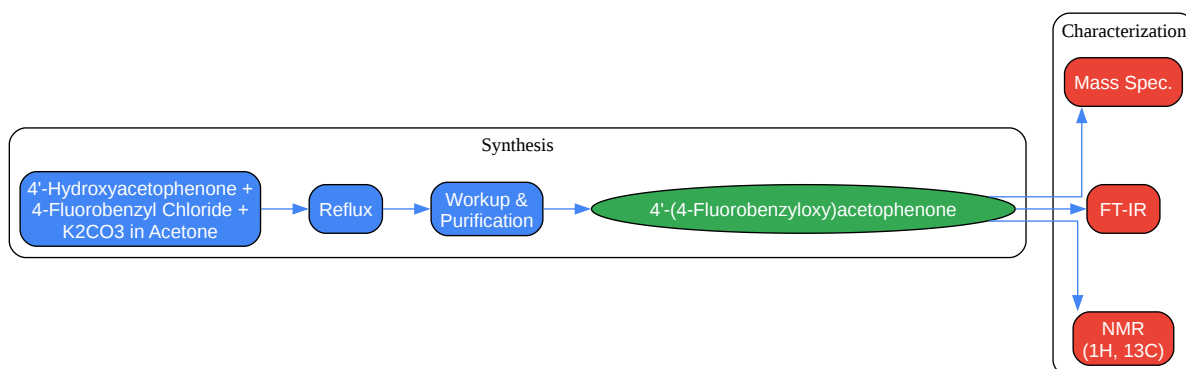 Synthesis
4'-Hydroxyacetophenone +
4-Fluorobenzyl Chloride +
K2CO3 in Acetone
Reflux
Workup &
Purification
4'-(4-Fluorobenzyloxy)acetophenone
Characterization
Mass Spec.
FT-IR
NMR
(1H, 13C)